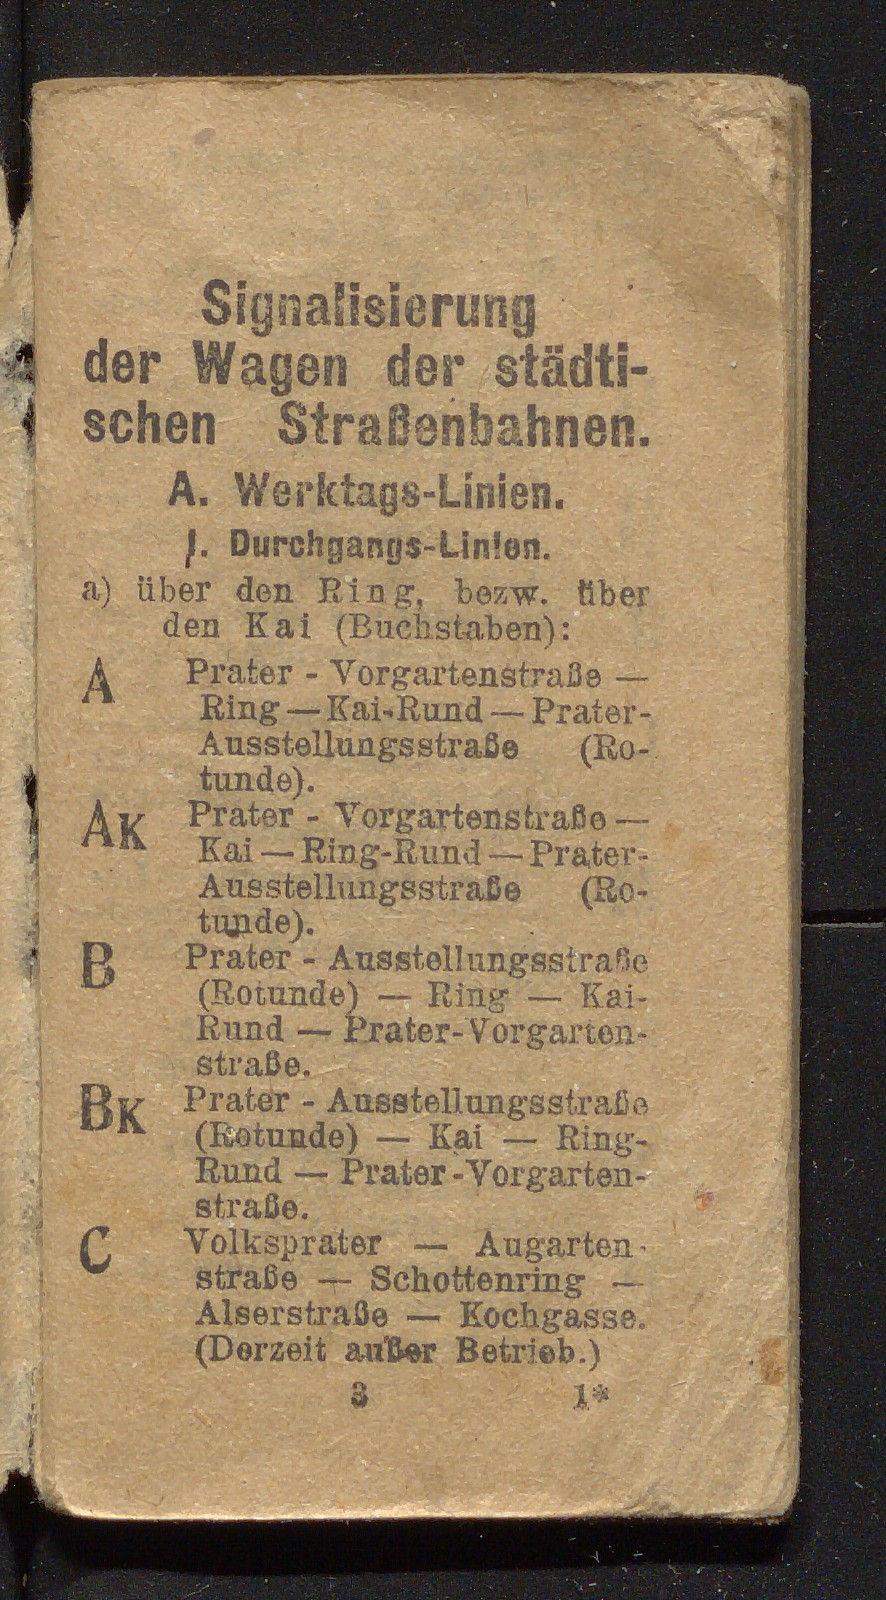 Signalisierung
der Wagen der städti-
schen Straßenbahnen.
A. Werktags-Linien.
I. Durchgangs-Linien.
a) über den Ring, bezw. über
den Kai (Buchstaben):
A Prater - Vorgartenstraße —
Ring — Kai-Rund — Prater-
Ausstellungsstraße (Ro-
tunde).
AK Prater - Vorgartenstraße —
Kai — Ring-Rund — Prater-
Ausstellungsstraße (Ro-
tunde).
B Prater - Ausstellungsstraße
(Rotunde) — Ring — Kai-
Rund — Prater-Vorgarten-
straße.
BK Prater - Ausstellungsstraße
(Rotunde) — Kai — Ring-
Rund — Prater-Vorgarten-
straße.
C Volksprater — Augarten-
straße — Schottenring —
Alserstraße — Kochgasse.
(Derzeit außer Betrieb.)
3 1*